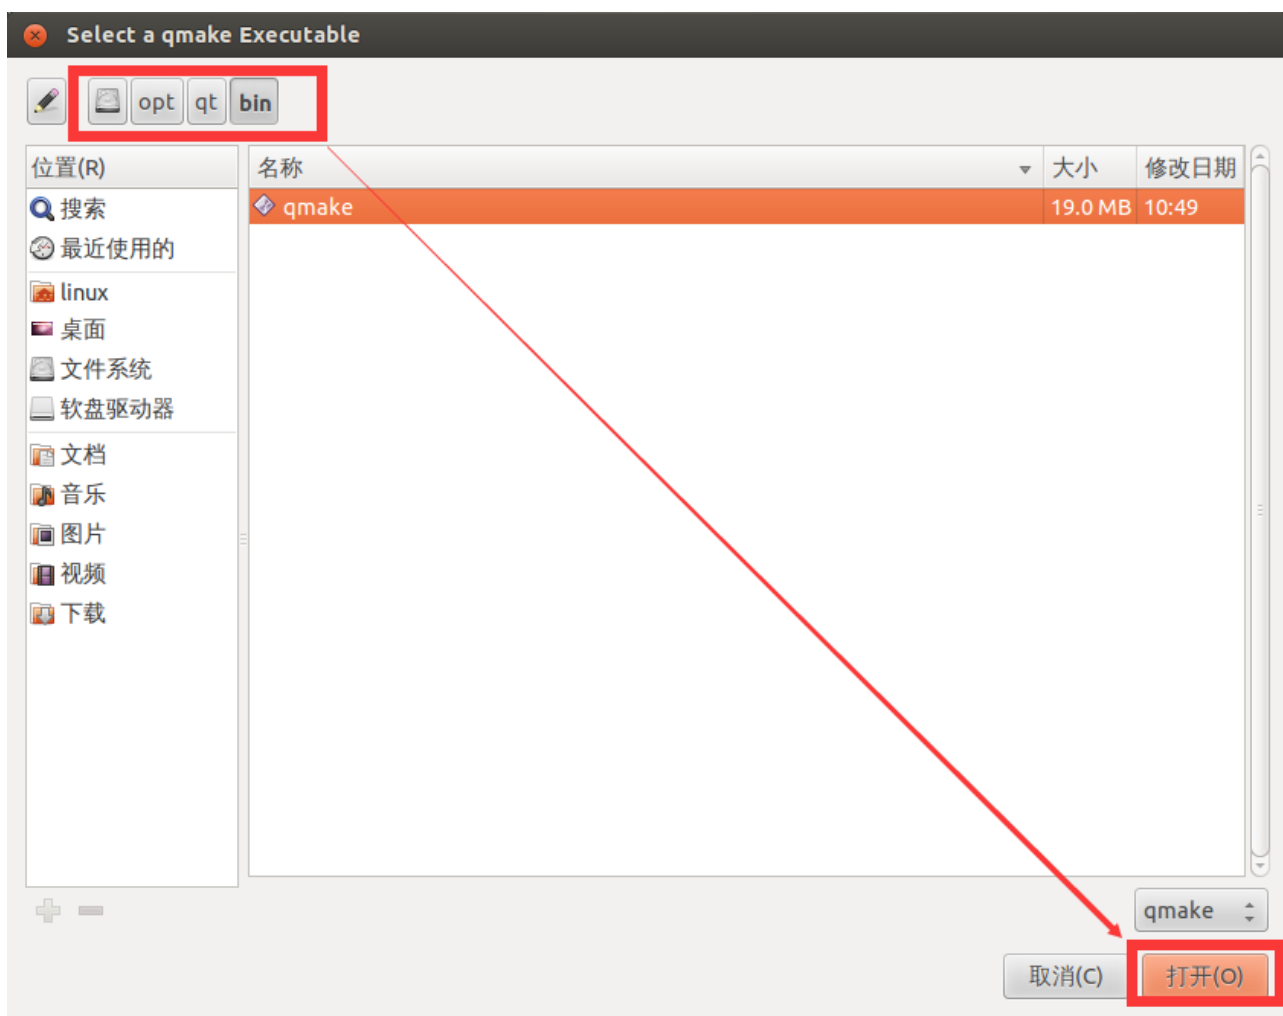 Select a qmake Executable
opt qt bin
位置(R) 名称 大小 修改日期
搜索 qmake 19.0 MB 10:49
最近使用的
linux
桌面
文件系统
软盘驱动器
文档
音乐
图片
视频
下载
qmake
取消(C) 打开(O)